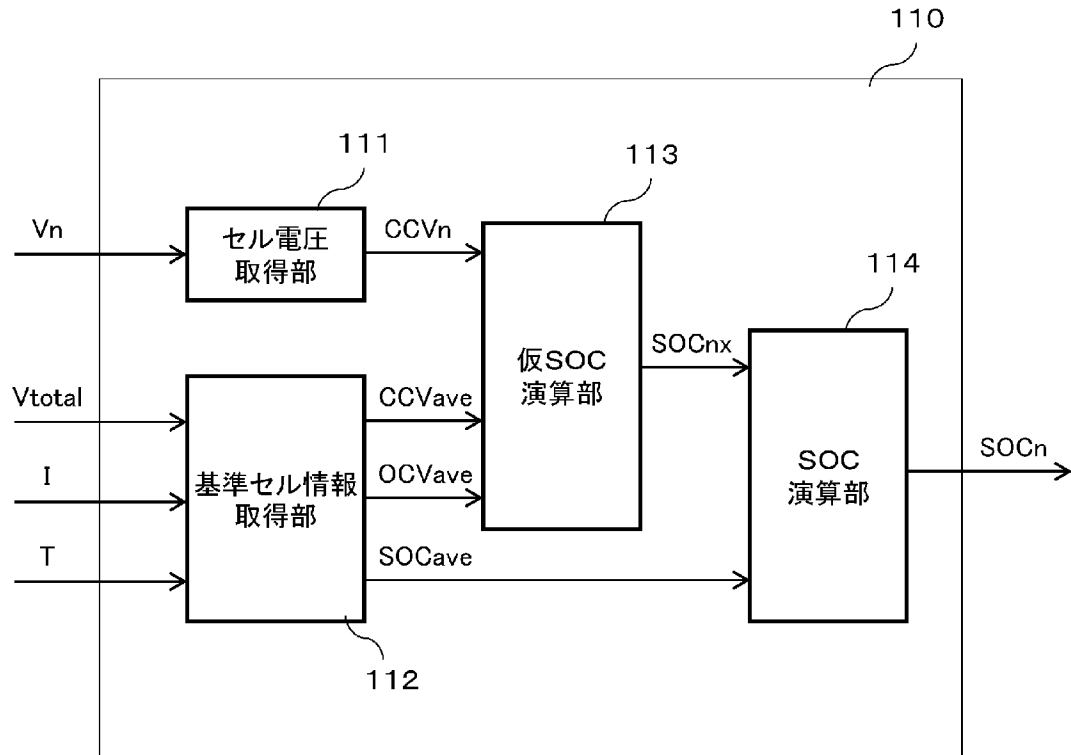 110
111
113
Vn
セル電圧
取得部
CCVn
114
仮SOC
演算部
SOCnx
Vtotal
CCVave
I
基準セル情報
取得部
OCVave
SOC
演算部
SOCn
T
SOCave
112